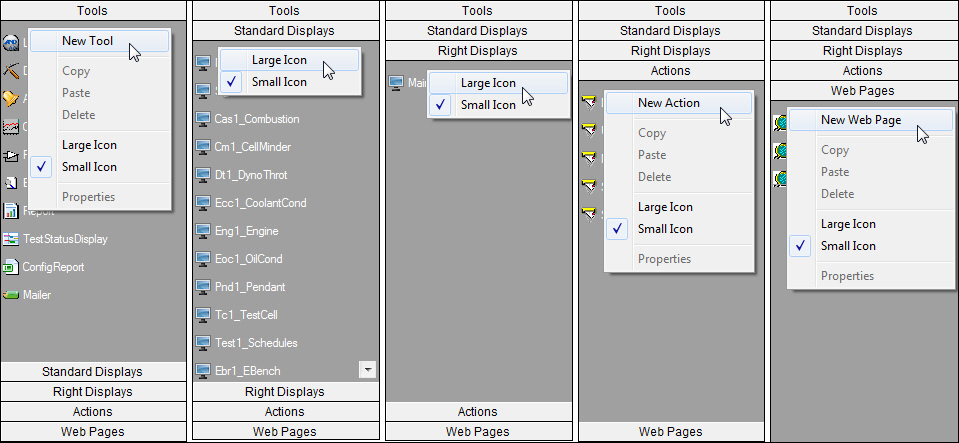 Tools
New Tool
Copy
Paste
Delete
Large Icon
Small Icon
Properties
Report
TestStatusDisplay
ConfigReport
Mailer
Standard Displays
Right Displays
Actions
Web Pages
Tools
Standard Displays
Large Icon
Small Icon
Cas1_Combustion
Cm1_CellMinder
Dt1_DynoThrot
Ecc1_CoolantCond
Eng1_Engine
Eoc1_OilCond
Pnd1_Pendant
Tc1_TestCell
Test1_Schedules
Ebr1_EBench
Right Displays
Actions
Web Pages
Tools
Standard Displays
Right Displays
Large Icon
Small Icon
Actions
Web Pages
Tools
Standard Displays
Right Displays
Actions
New Action
Copy
Paste
Delete
Large Icon
Small Icon
Properties
Web Pages
Tools
Standard Displays
Right Displays
Actions
Web Pages
New Web Page
Copy
Paste
Delete
Large Icon
Small Icon
Properties